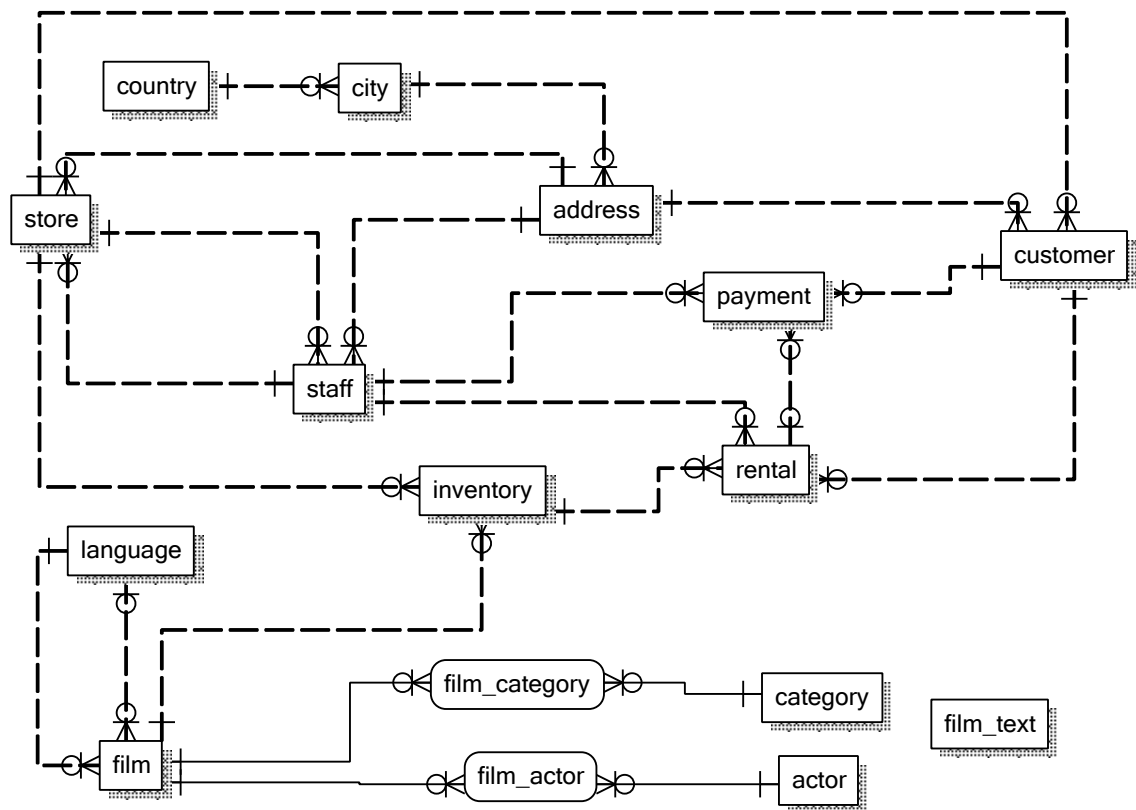 country
city
store
address
customer
payment
staff
rental
inventory
language
film_category
category
film_text
film
film_actor
actor